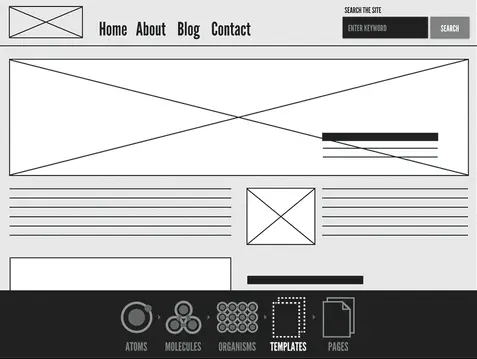 SEARCH THE SITE
Home About Blog Contact
ENTER KEYWORD SEARCH
ATOMS MOLECULES ORGANISMS TEMPLATES PAGES